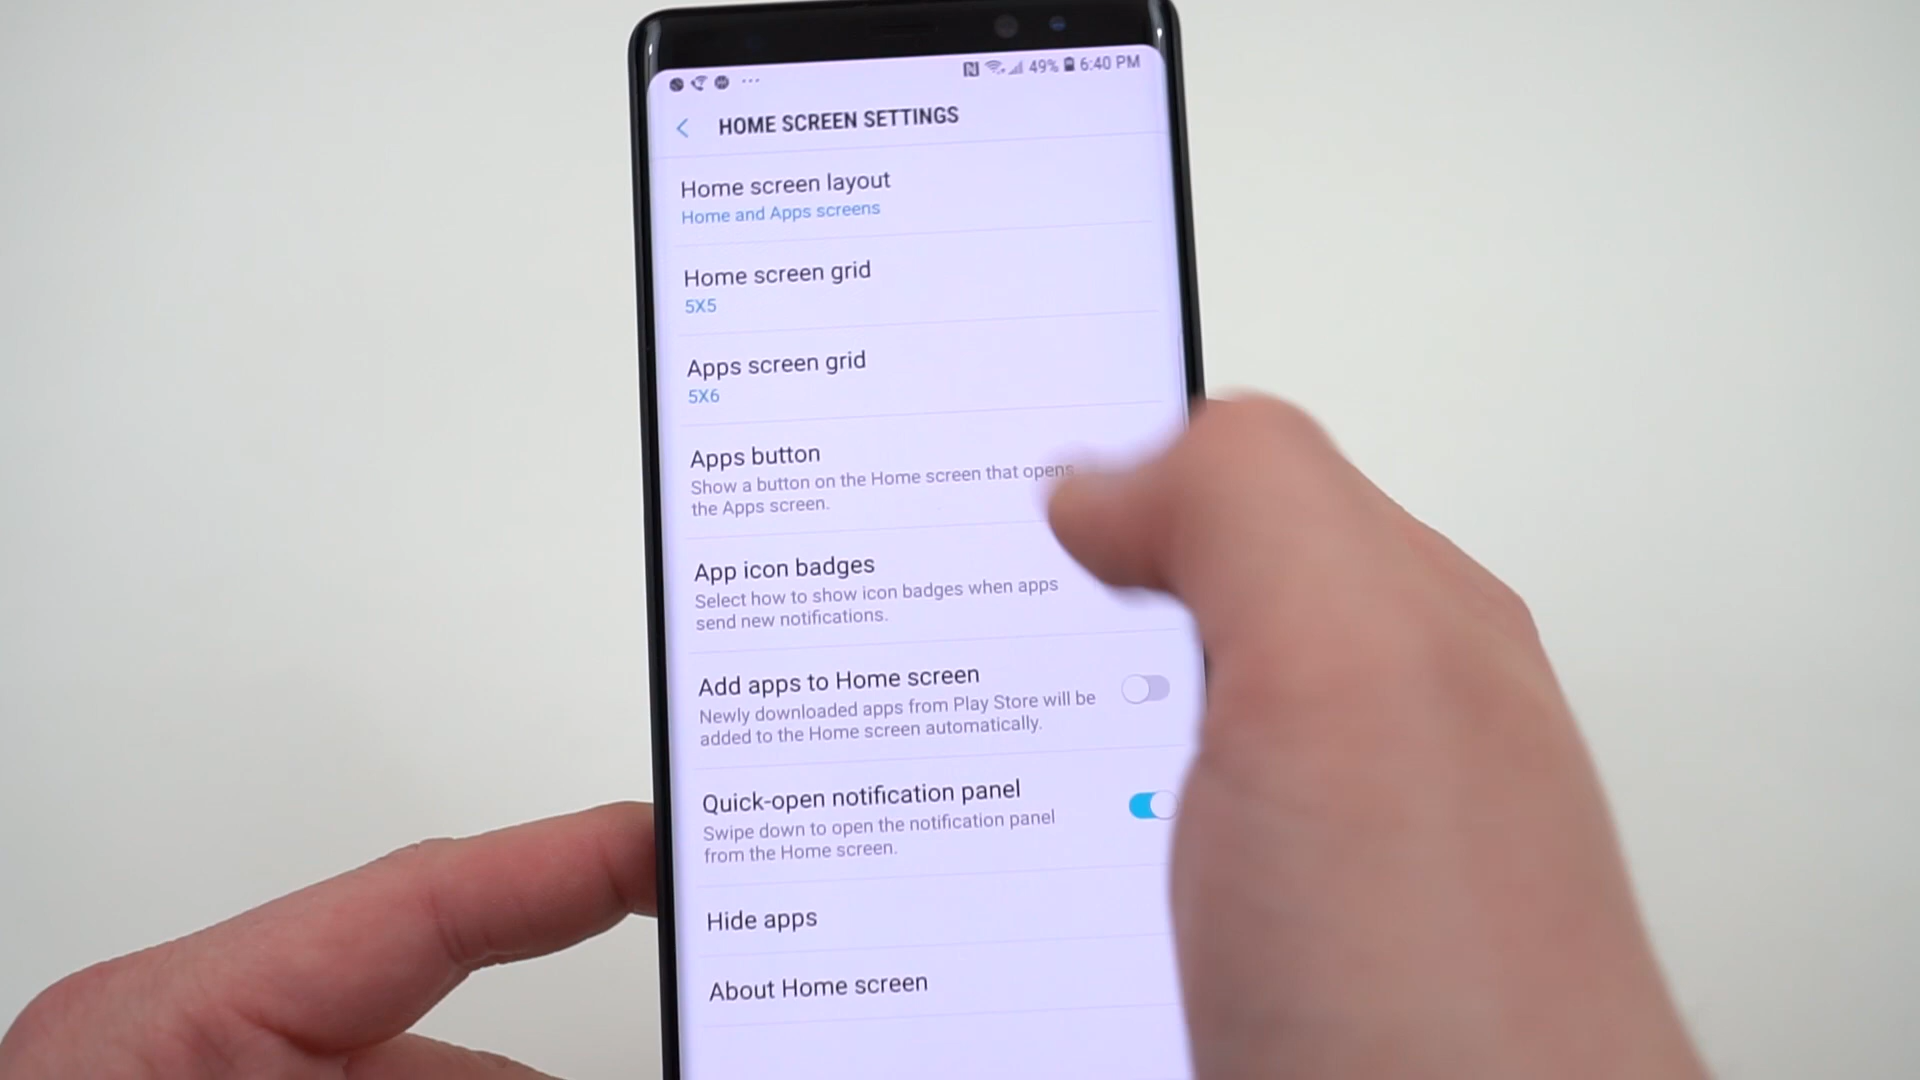 49% 6:40 PM
HOME SCREEN SETTINGS
Home screen layout
Home and Apps screens
Home screen grid
5X5
Apps screen grid
5X6
Apps button
Show a button on the Home screen that opens
the Apps screen.
App icon badges
Select how to show icon badges when apps
send new notifications.
Add apps to Home screen
Newly downloaded apps from Play Store will be
added to the Home screen automatically.
Quick-open notification panel
Swipe down to open the notification panel
from the Home screen.
Hide apps
About Home screen